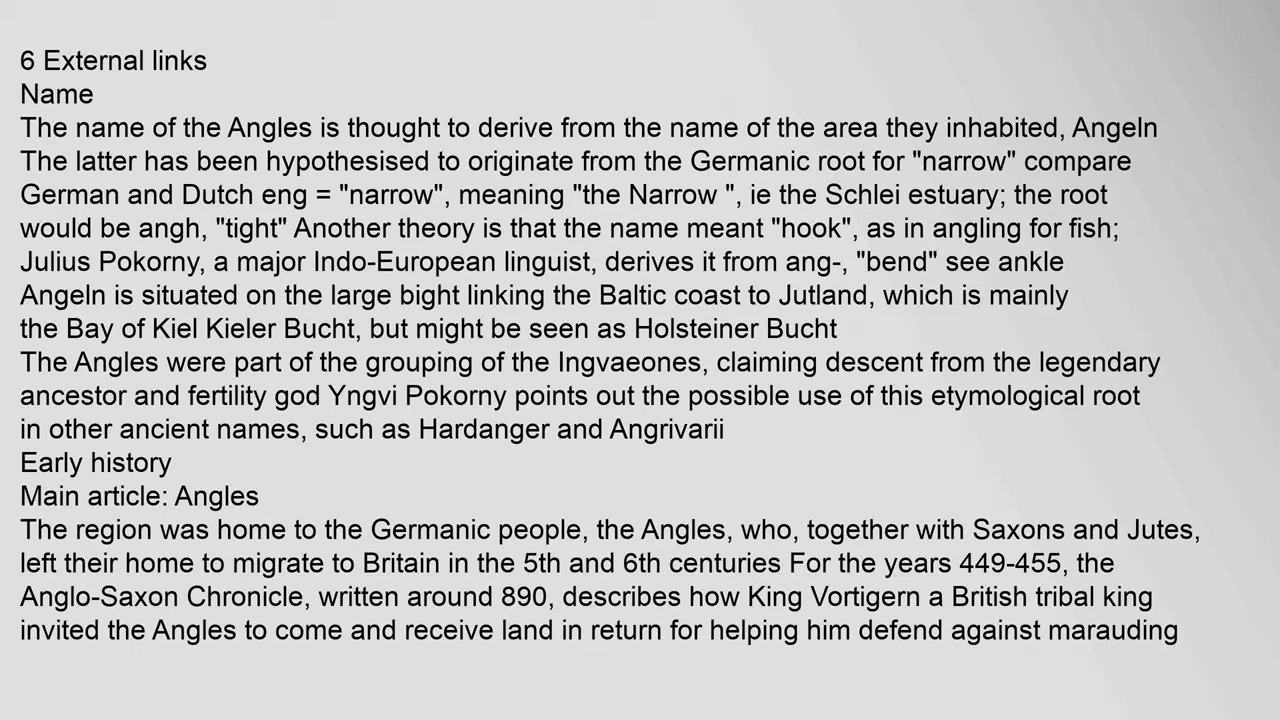 6 External links
Name
The name of the Angles is thought to derive from the name of the area they inhabited, Angeln
The latter has been hypothesised to originate from the Germanic root for "narrow" compare
German and Dutch eng = "narrow", meaning "the Narrow ", ie the Schlei estuary; the root
would be angh, "tight" Another theory is that the name meant "hook", as in angling for fish;
Julius Pokorny, a major Indo-European linguist, derives it from ang-, "bend" see ankle
Angeln is situated on the large bight linking the Baltic coast to Jutland, which is mainly
the Bay of Kiel Kieler Bucht, but might be seen as Holsteiner Bucht
The Angles were part of the grouping of the Ingvaeones, claiming descent from the legendary
ancestor and fertility god Yngvi Pokorny points out the possible use of this etymological root
in other ancient names, such as Hardanger and Angrivarii
Early history
Main article: Angles
The region was home to the Germanic people, the Angles, who, together with Saxons and Jutes,
left their home to migrate to Britain in the 5th and 6th centuries For the years 449-455, the
Anglo-Saxon Chronicle, written around 890, describes how King Vortigern a British tribal king
invited the Angles to come and receive land in return for helping him defend against marauding